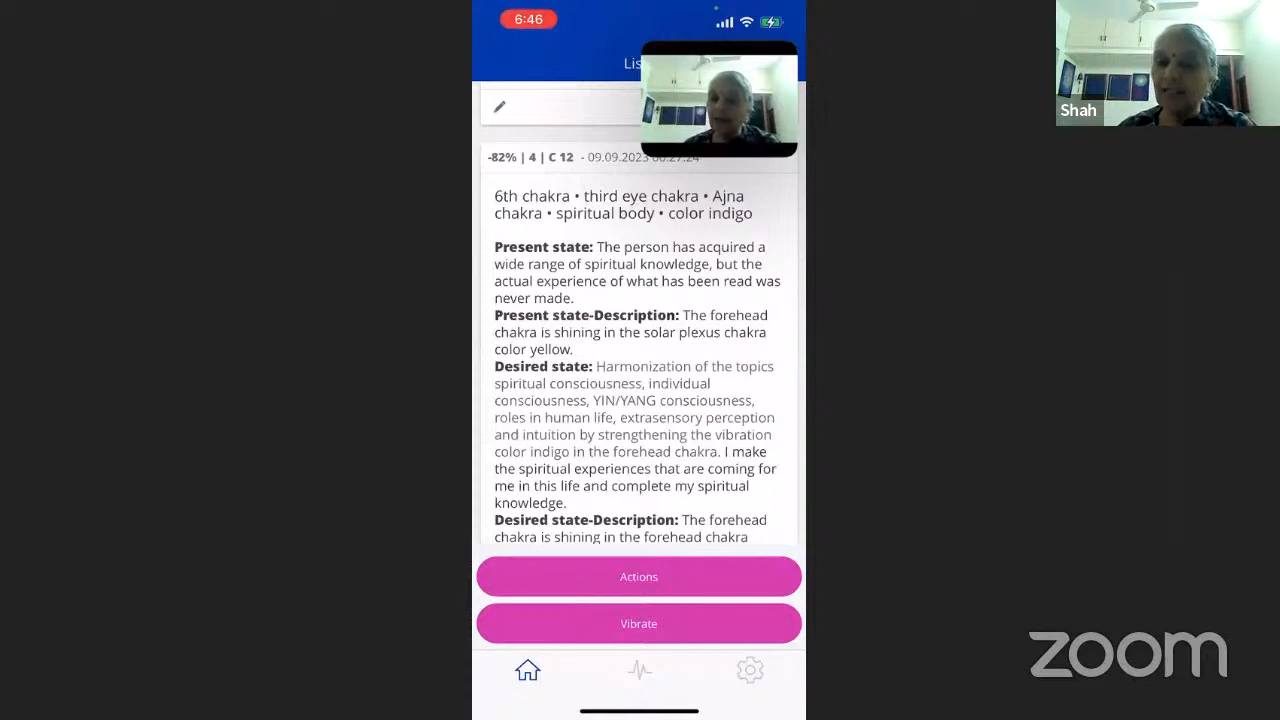 6:46
Lis
Shah
-82% | 4 | C 12 - 09.09.2023 06:27:24
6th chakra • third eye chakra • Ajna
chakra • spiritual body • color indigo
Present state: The person has acquired a
wide range of spiritual knowledge, but the
actual experience of what has been read was
never made.
Present state-Description: The forehead
chakra is shining in the solar plexus chakra
color yellow.
Desired state: Harmonization of the topics
spiritual consciousness, individual
consciousness, YIN/YANG consciousness,
roles in human life, extrasensory perception
and intuition by strengthening the vibration
color indigo in the forehead chakra. I make
the spiritual experiences that are coming for
me in this life and complete my spiritual
knowledge.
Desired state-Description: The forehead
chakra is shining in the forehead chakra
Actions
Vibrate
zoom